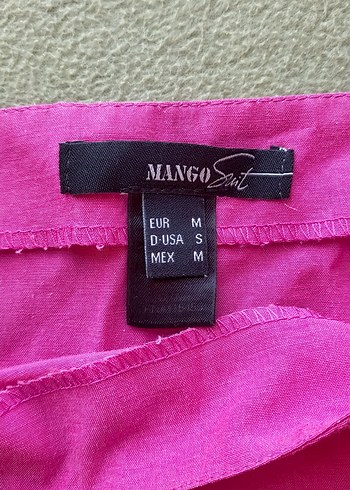 MANGO Suit
EUR M
D·USA S
MEX M